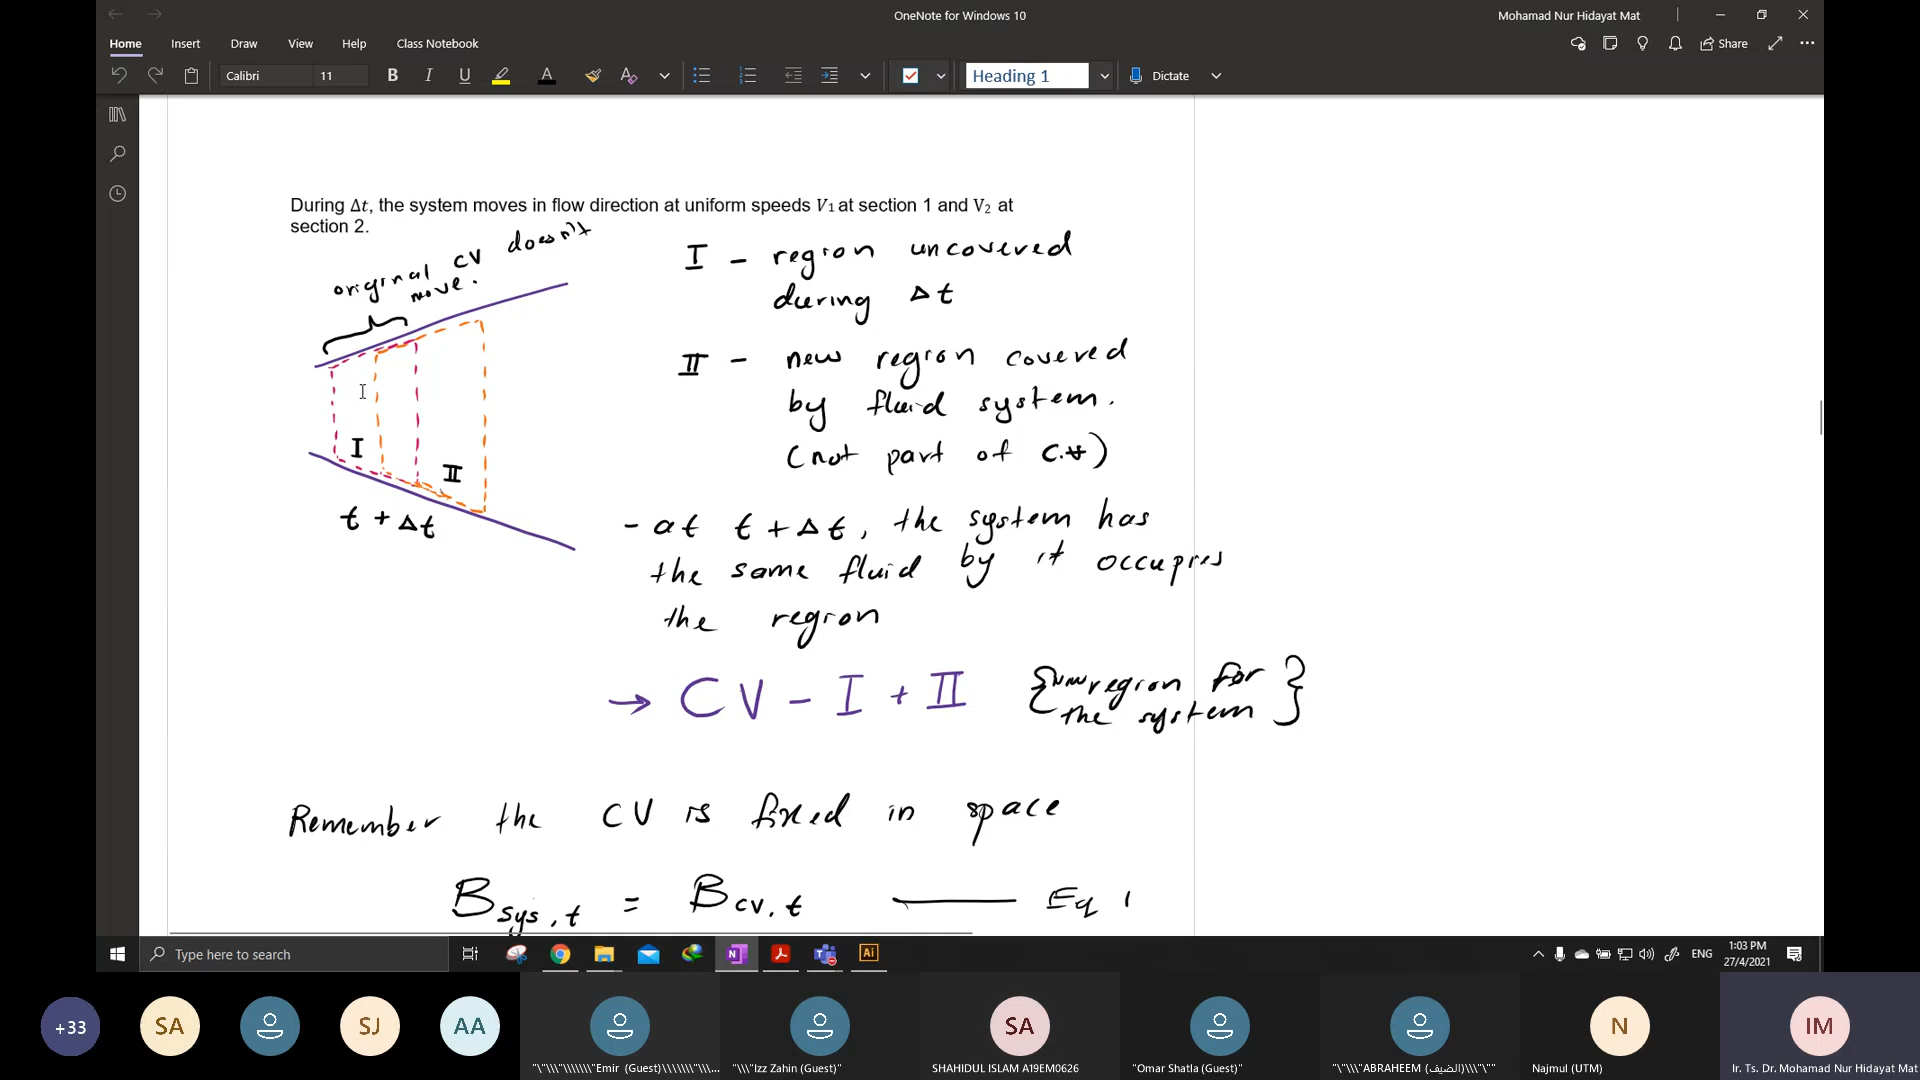 OneNote for Windows 10
Mohamad Nur Hidayat Mat
Home Insert Draw View Help Class Notebook
Share
Calibri 11 B I U A Heading 1 Dictate
During Δt, the system moves in flow direction at uniform speeds V1 at section 1 and V2 at
section 2.
original CV doesn't
move.
I
II
t + Δt
I – region uncovered
during Δt
II – new region covered
by fluid system.
(not part of C.V)
- at t + Δt, the system has
the same fluid by it occupies
the region
→ CV – I + II
{new region for
the system}
Remember the CV is fixed in space
Bsys,t = Bcv,t —— Eq 1
Type here to search
ENG
1:03 PM
27/4/2021
+33 SA SJ AA SA N IM
"\"\\\"\\\\\\\"Emir (Guest)\\\\\\\"\\\...
"\\\"Izz Zahin (Guest)"
SHAHIDUL ISLAM A19EM0626
"Omar Shatla (Guest)"
"\"\\\"ABRAHEEM (الضيف)\\\"\""
Najmul (UTM)
Ir. Ts. Dr. Mohamad Nur Hidayat Mat